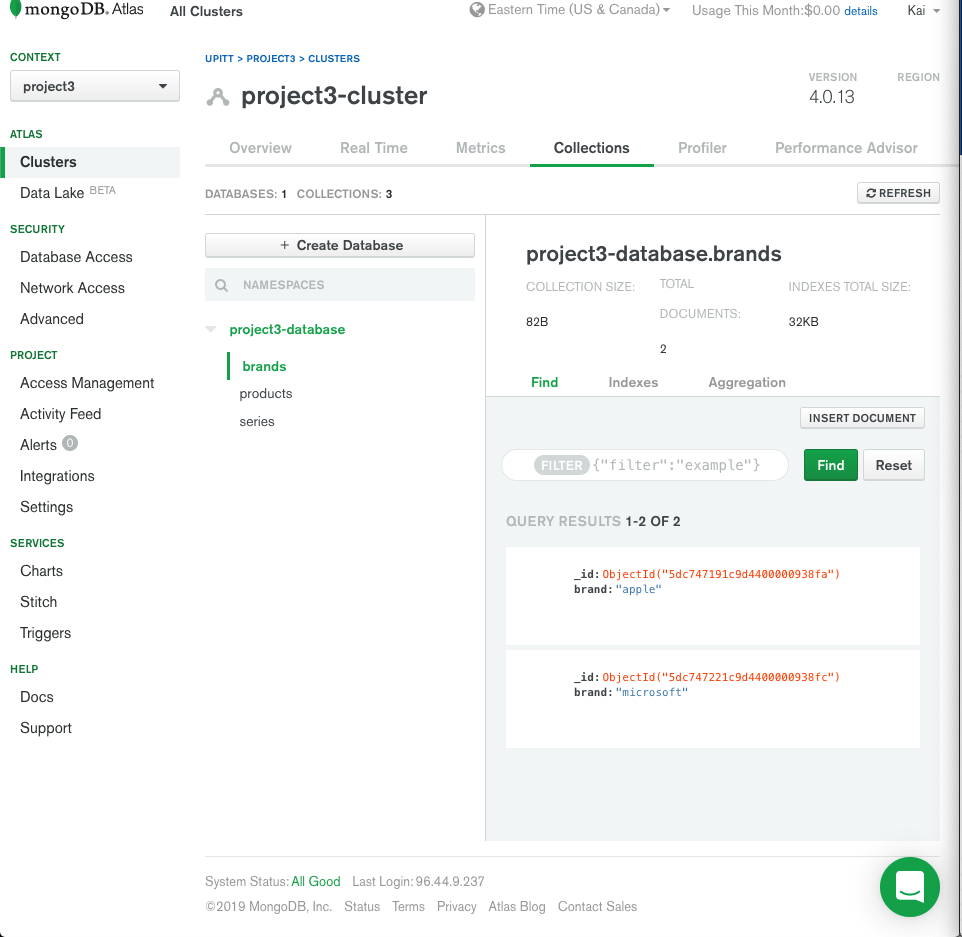 mongoDB. Atlas All Clusters Eastern Time (US & Canada) Usage This Month:$0.00 details Kai
CONTEXT
project3
ATLAS
Clusters
Data Lake BETA
SECURITY
Database Access
Network Access
Advanced
PROJECT
Access Management
Activity Feed
Alerts 0
Integrations
Settings
SERVICES
Charts
Stitch
Triggers
HELP
Docs
Support
UPITT > PROJECT3 > CLUSTERS
project3-cluster
VERSION
4.0.13
REGION
Overview Real Time Metrics Collections Profiler Performance Advisor
DATABASES: 1 COLLECTIONS: 3
REFRESH
+ Create Database
NAMESPACES
project3-database
brands
products
series
project3-database.brands
COLLECTION SIZE:
82B
TOTAL
DOCUMENTS:
2
INDEXES TOTAL SIZE:
32KB
Find Indexes Aggregation
INSERT DOCUMENT
FILTER {"filter":"example"} Find Reset
QUERY RESULTS 1-2 OF 2
_id: ObjectId("5dc747191c9d4400000938fa")
brand: "apple"
_id: ObjectId("5dc747221c9d4400000938fc")
brand: "microsoft"
System Status: All Good Last Login: 96.44.9.237
©2019 MongoDB, Inc. Status Terms Privacy Atlas Blog Contact Sales